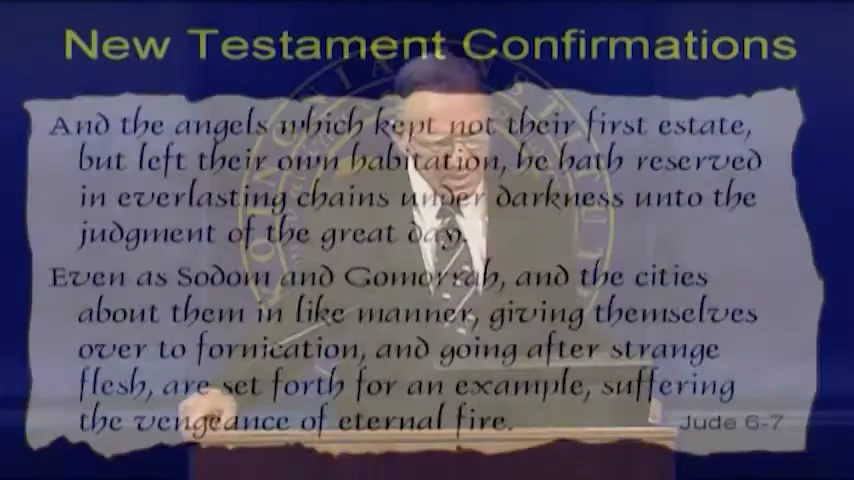 New Testament Confirmations
And the angels which kept not their first estate,
but left their own habitation, he hath reserved
in everlasting chains under darkness unto the
judgment of the great day.
Even as Sodom and Gomorrah, and the cities
about them in like manner, giving themselves
over to fornication, and going after strange
flesh, are set forth for an example, suffering
the vengeance of eternal fire.
Jude 6-7
KOINONIA INSTITUTE